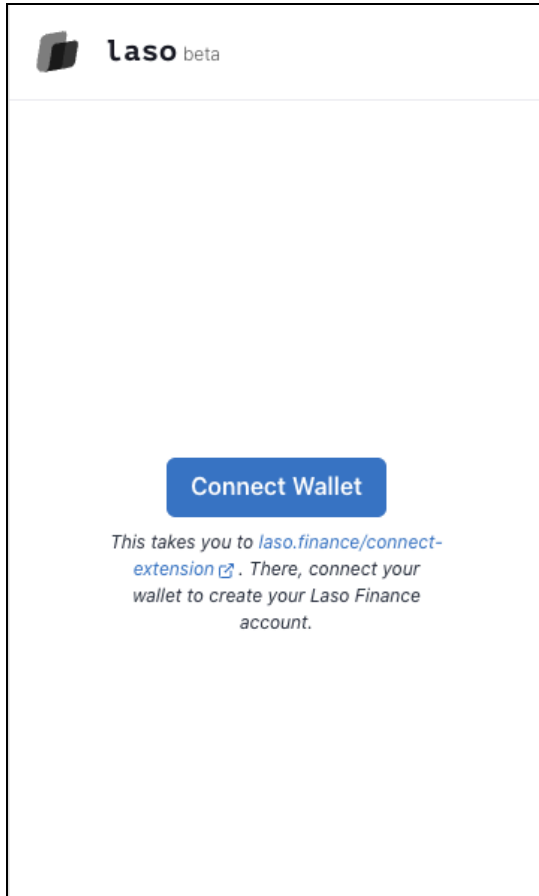 laso beta
Connect Wallet
This takes you to laso.finance/connect-
extension . There, connect your
wallet to create your Laso Finance
account.